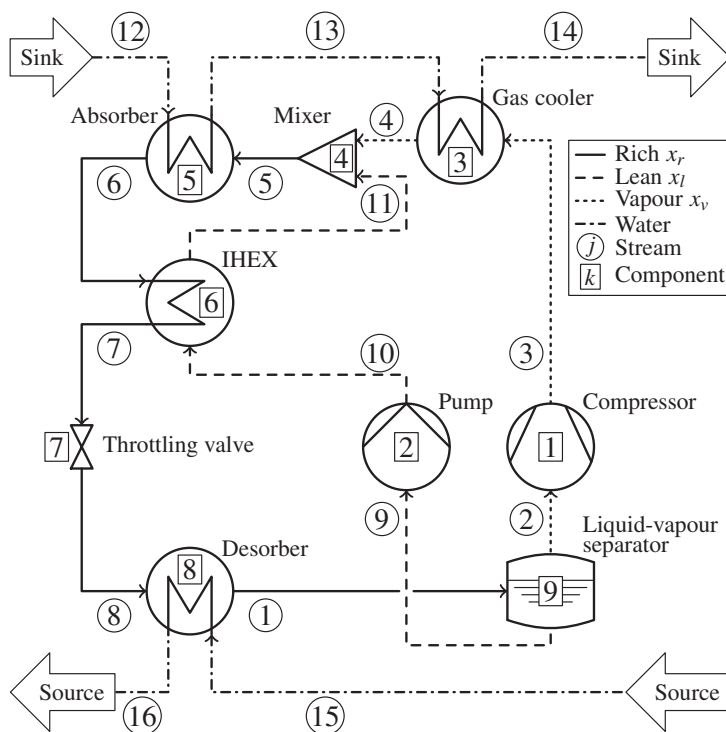 12
13
14
Sink
Sink
Absorber
Mixer
Gas cooler
4
4
3
5
5
6
11
Rich x_r
Lean x_l
Vapour x_v
Water
j Stream
k Component
IHEX
6
7
10
3
Pump
Compressor
7 Throttling valve
2
1
9
2
Liquid-vapour
separator
Desorber
8
9
8
1
Source
Source
16
15